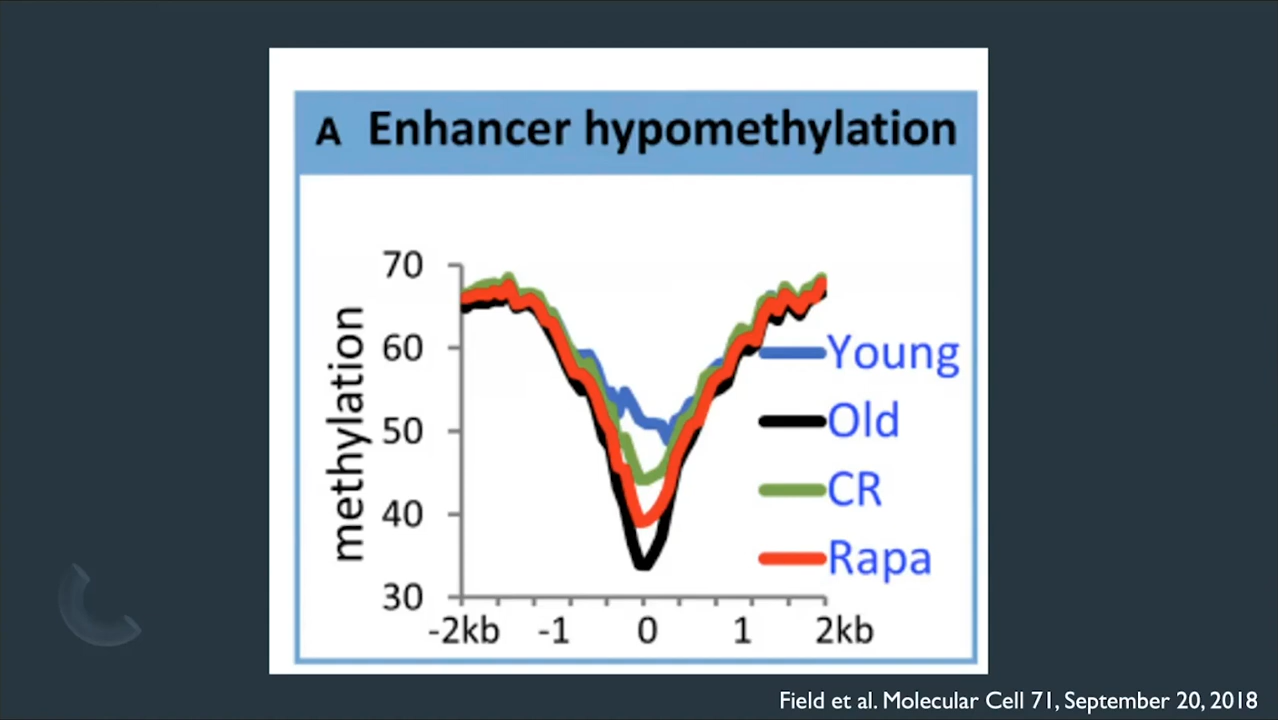 A Enhancer hypomethylation
methylation
70
60
50
40
30
-2kb -1 0 1 2kb
Young
Old
CR
Rapa
Field et al. Molecular Cell 71, September 20, 2018